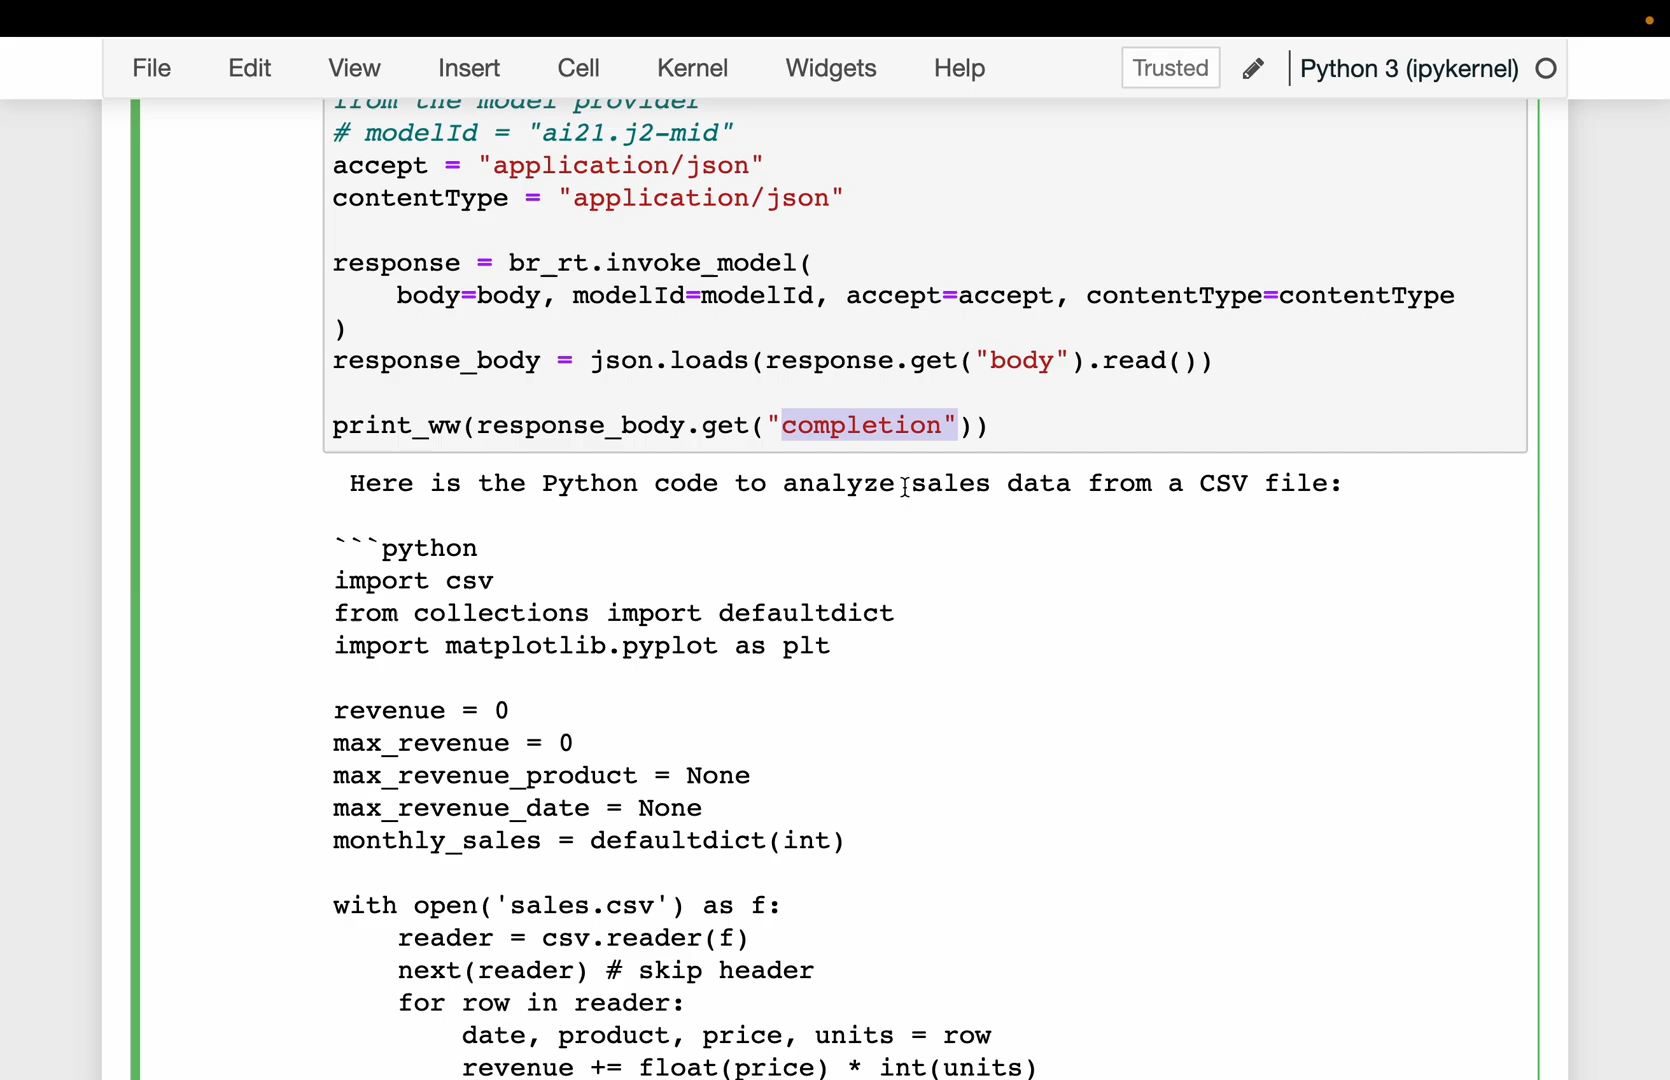 File Edit View Insert Cell Kernel Widgets Help Trusted Python 3 (ipykernel)
from the model provider
# modelId = "ai21.j2-mid"
accept = "application/json"
contentType = "application/json"
response = br_rt.invoke_model(
    body=body, modelId=modelId, accept=accept, contentType=contentType
)
response_body = json.loads(response.get("body").read())
print_ww(response_body.get("completion"))
Here is the Python code to analyze sales data from a CSV file:
```python
import csv
from collections import defaultdict
import matplotlib.pyplot as plt
revenue = 0
max_revenue = 0
max_revenue_product = None
max_revenue_date = None
monthly_sales = defaultdict(int)
with open('sales.csv') as f:
    reader = csv.reader(f)
    next(reader) # skip header
    for row in reader:
        date, product, price, units = row
        revenue += float(price) * int(units)